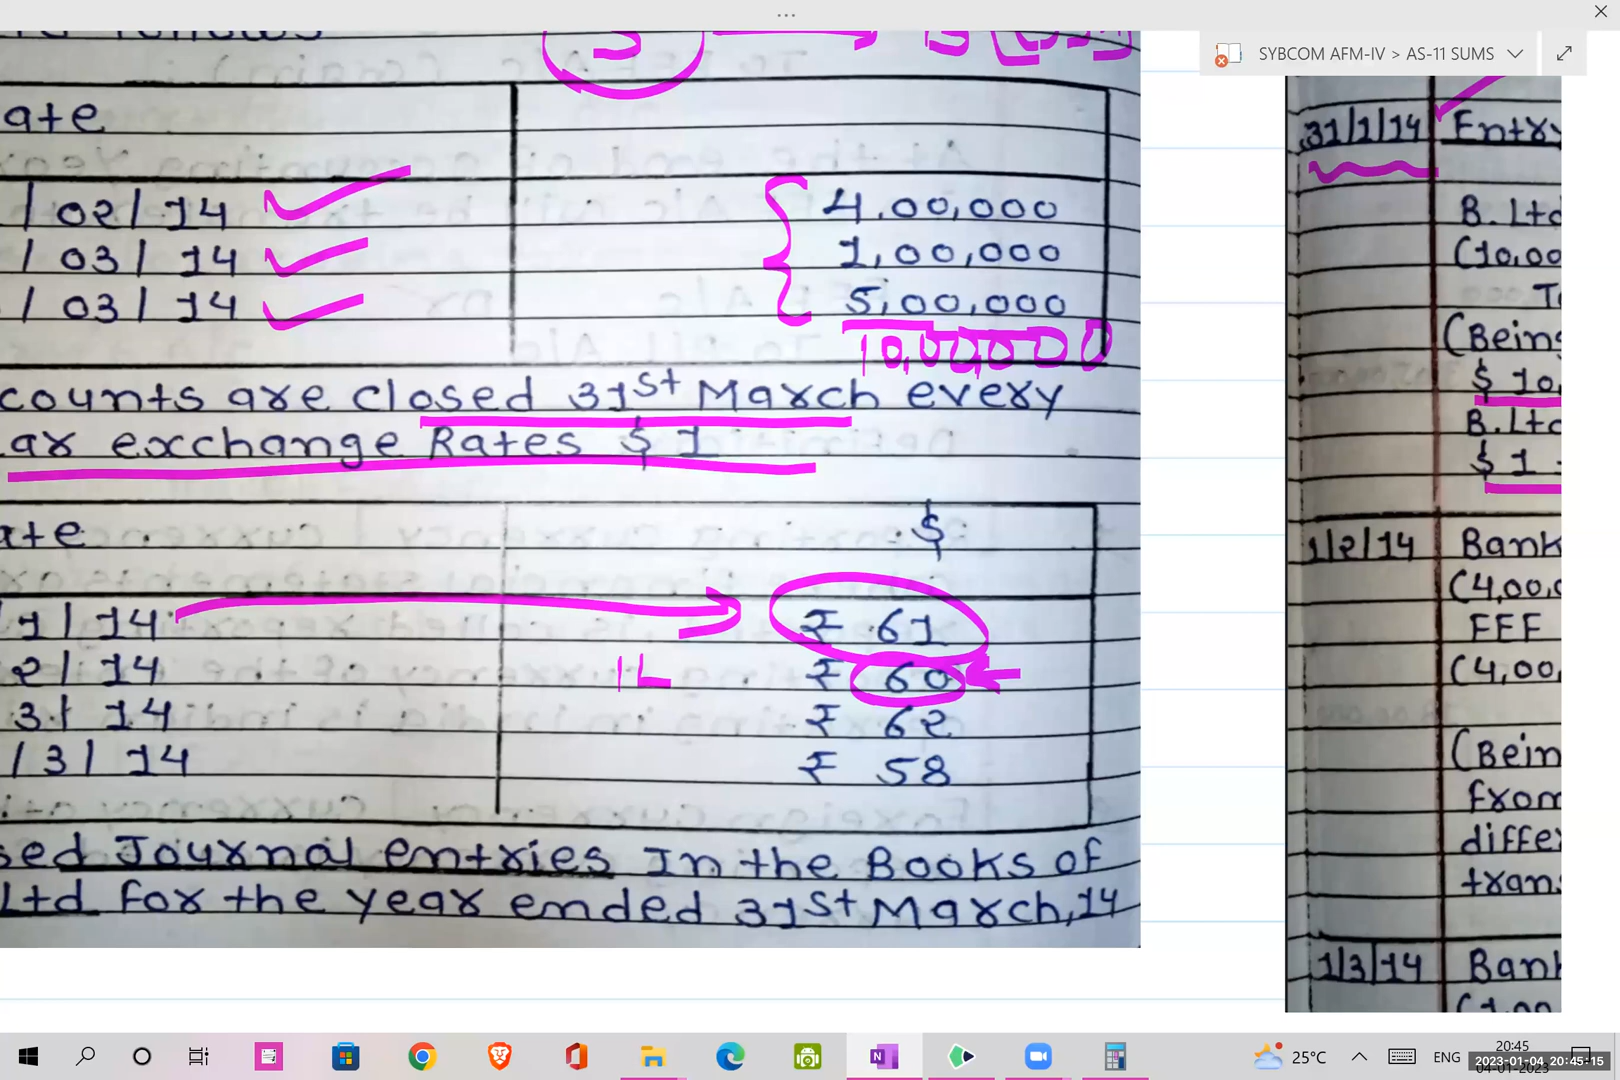 SYBCOM AFM-IV > AS-11 SUMS
ate
/ 02 / 14
4,00,000
/ 03 / 14
1,00,000
/ 03 / 14
5,00,000
10,00,000
counts are closed 31st March every
ar exchange Rates $ 1
ate
$
1 / 14
₹ 61
2 / 14
₹ 60
3 / 14
₹ 62
/ 3 / 14
₹ 58
sed Journal entries In the Books of
Ltd for the year ended 31st March, 14
31/1/14 Entry
B. Ltd
(10,00
To
(Being
$ 10,
B. Ltd
$ 1
1/2/14 Bank
(4,00,0
FEF
(4,00,
(Bein
from
differ
tran
1/3/14 Bank
25°C
ENG
20:45
04-01-2023
2023-01-04 20:45:15